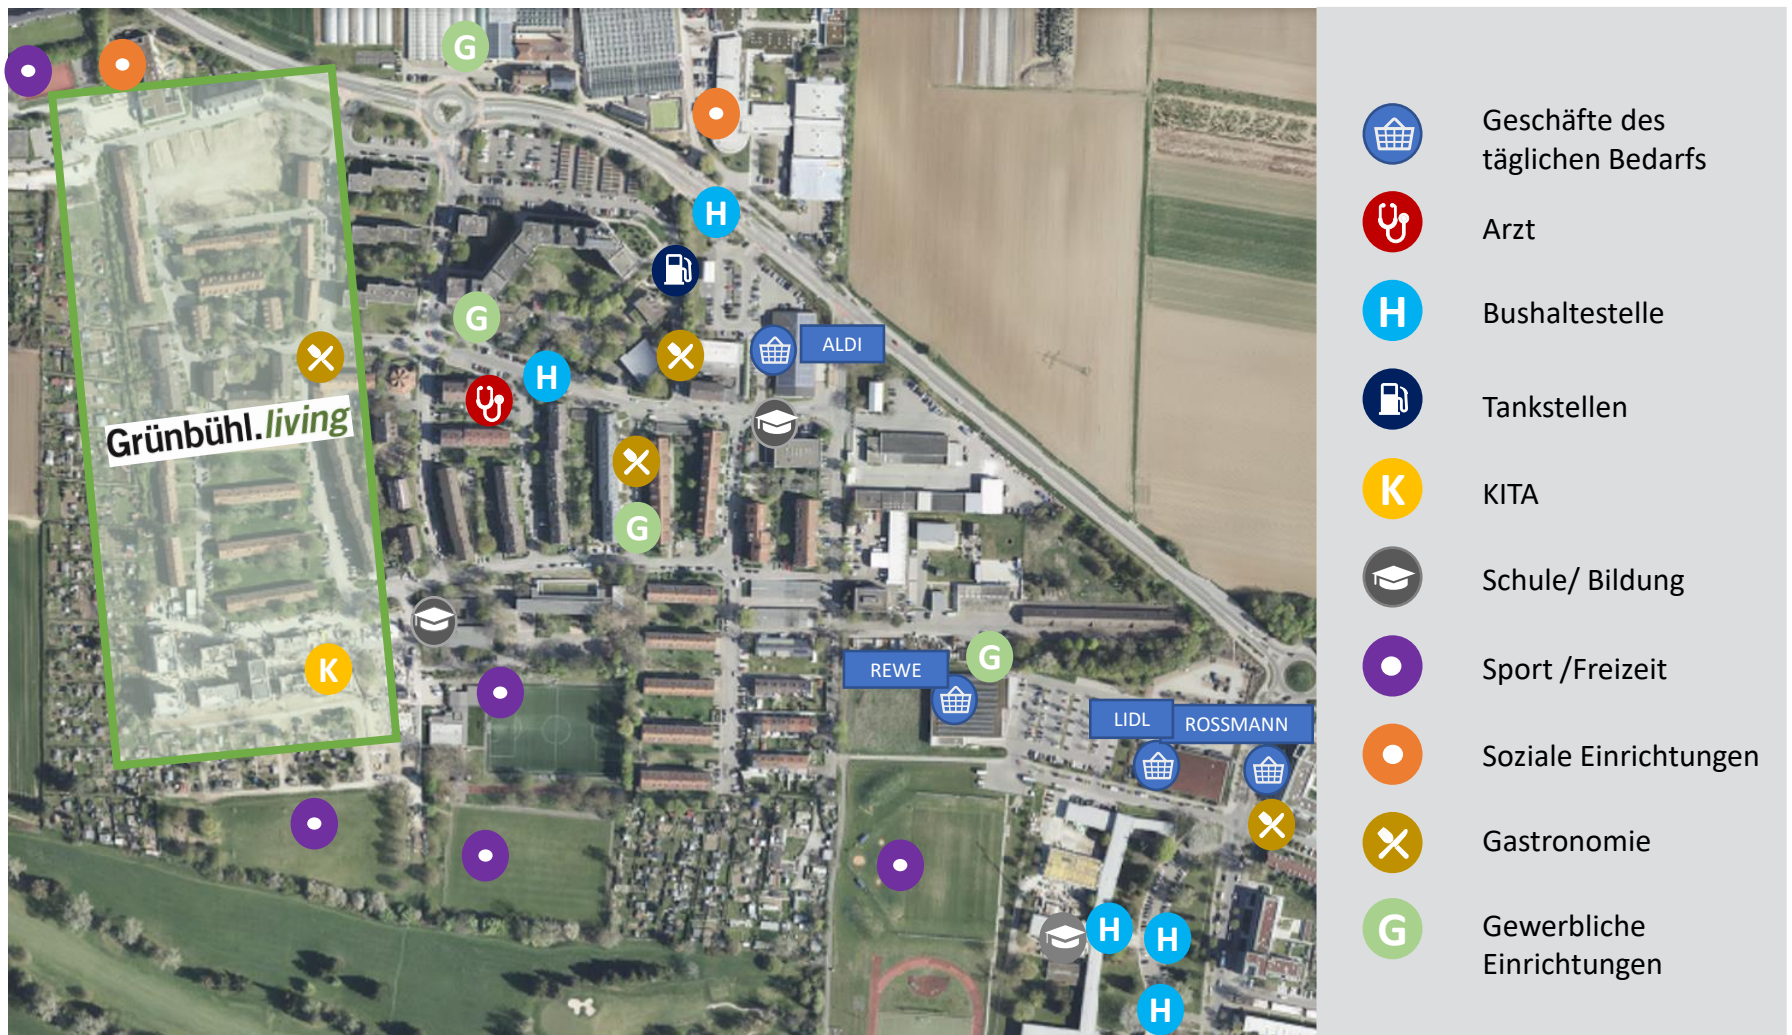 G
H
G
ALDI
H
Grünbühl.living
G
G
K
REWE
LIDL
ROSSMANN
H
H
H
Geschäfte des
täglichen Bedarfs
Arzt
H
Bushaltestelle
Tankstellen
K
KITA
Schule/ Bildung
Sport /Freizeit
Soziale Einrichtungen
Gastronomie
G
Gewerbliche
Einrichtungen